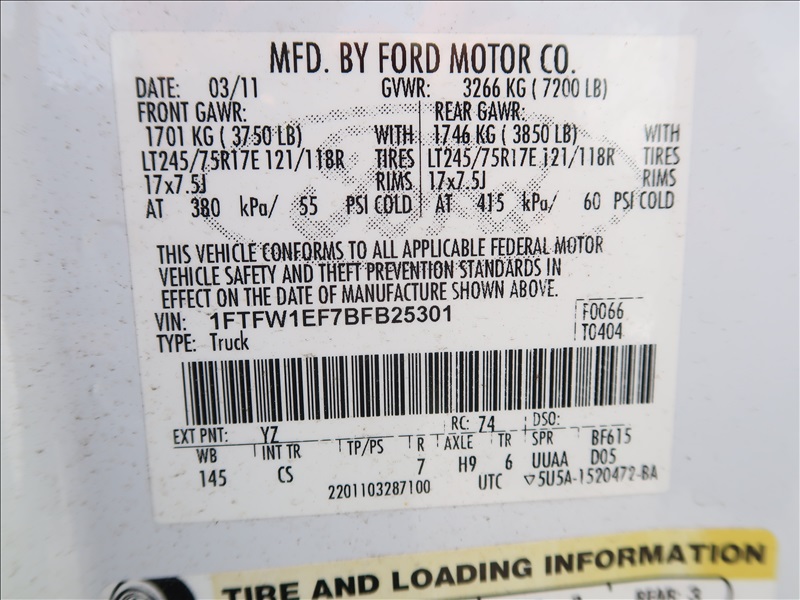 MFD. BY FORD MOTOR CO.
DATE: 03/11 GVWR: 3266 KG ( 7200 LB)
FRONT GAWR: REAR GAWR:
1701 KG ( 3750 LB) WITH 1746 KG ( 3850 LB) WITH
LT245/75R17E 121/118R TIRES LT245/75R17E 121/118R TIRES
17x7.5J RIMS 17x7.5J RIMS
AT 380 kPa/ 55 PSI COLD AT 415 kPa/ 60 PSI COLD
THIS VEHICLE CONFORMS TO ALL APPLICABLE FEDERAL MOTOR
VEHICLE SAFETY AND THEFT PREVENTION STANDARDS IN
EFFECT ON THE DATE OF MANUFACTURE SHOWN ABOVE.
VIN: 1FTFW1EF7BFB25301 F0066
TYPE: Truck T0404
EXT PNT: YZ RC: 74 DSO:
WB INT TR TP/PS R AXLE TR SPR BF615
145 CS 7 H9 6 UUAA D05
2201103287100 UTC ▽5U5A-1520472-BA
TIRE AND LOADING INFORMATION
REAR: 3